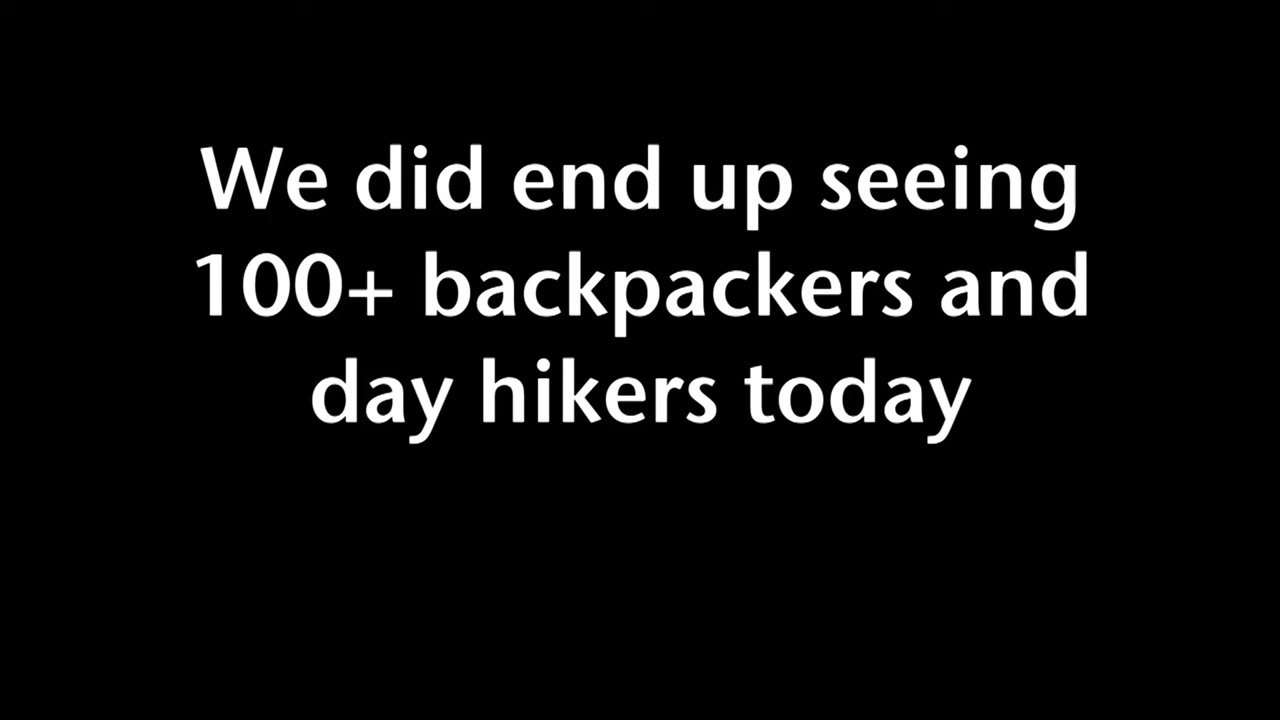 We did end up seeing
100+ backpackers and
day hikers today